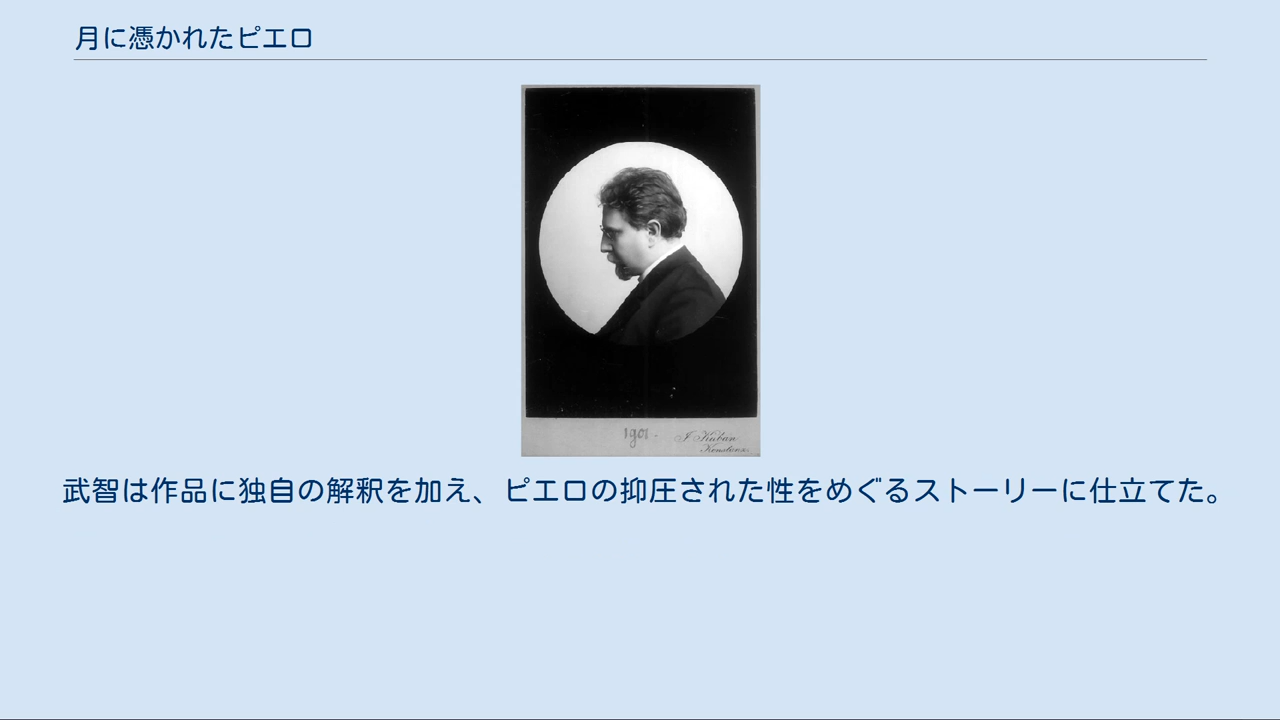 月に憑かれたピエロ
1901.
武智は作品に独自の解釈を加え、ピエロの抑圧された性をめぐるストーリーに仕立てた。